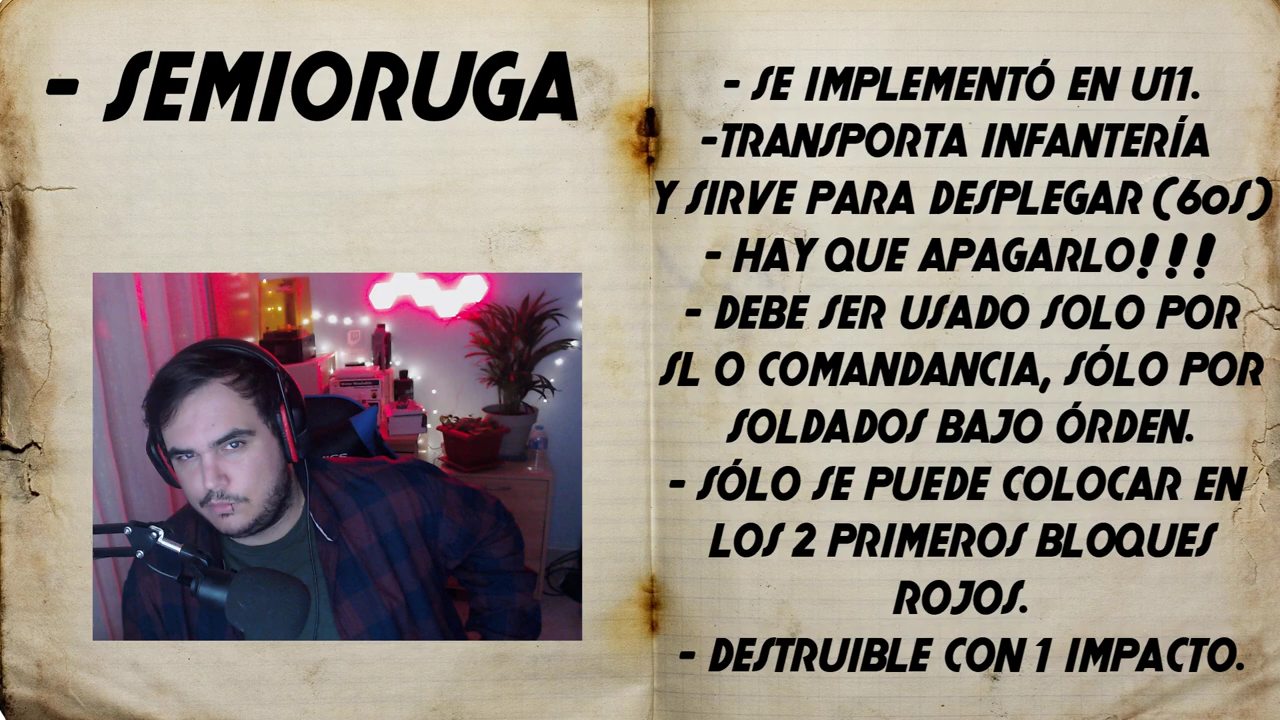 - SEMIORUGA
- SE IMPLEMENTÓ EN U11.
-TRANSPORTA INFANTERÍA
Y SIRVE PARA DESPLEGAR (60S)
- HAY QUE APAGARLO!!!
- DEBE SER USADO SOLO POR
SL O COMANDANCIA, SÓLO POR
SOLDADOS BAJO ÓRDEN.
- SÓLO SE PUEDE COLOCAR EN
LOS 2 PRIMEROS BLOQUES
ROJOS.
- DESTRUIBLE CON 1 IMPACTO.